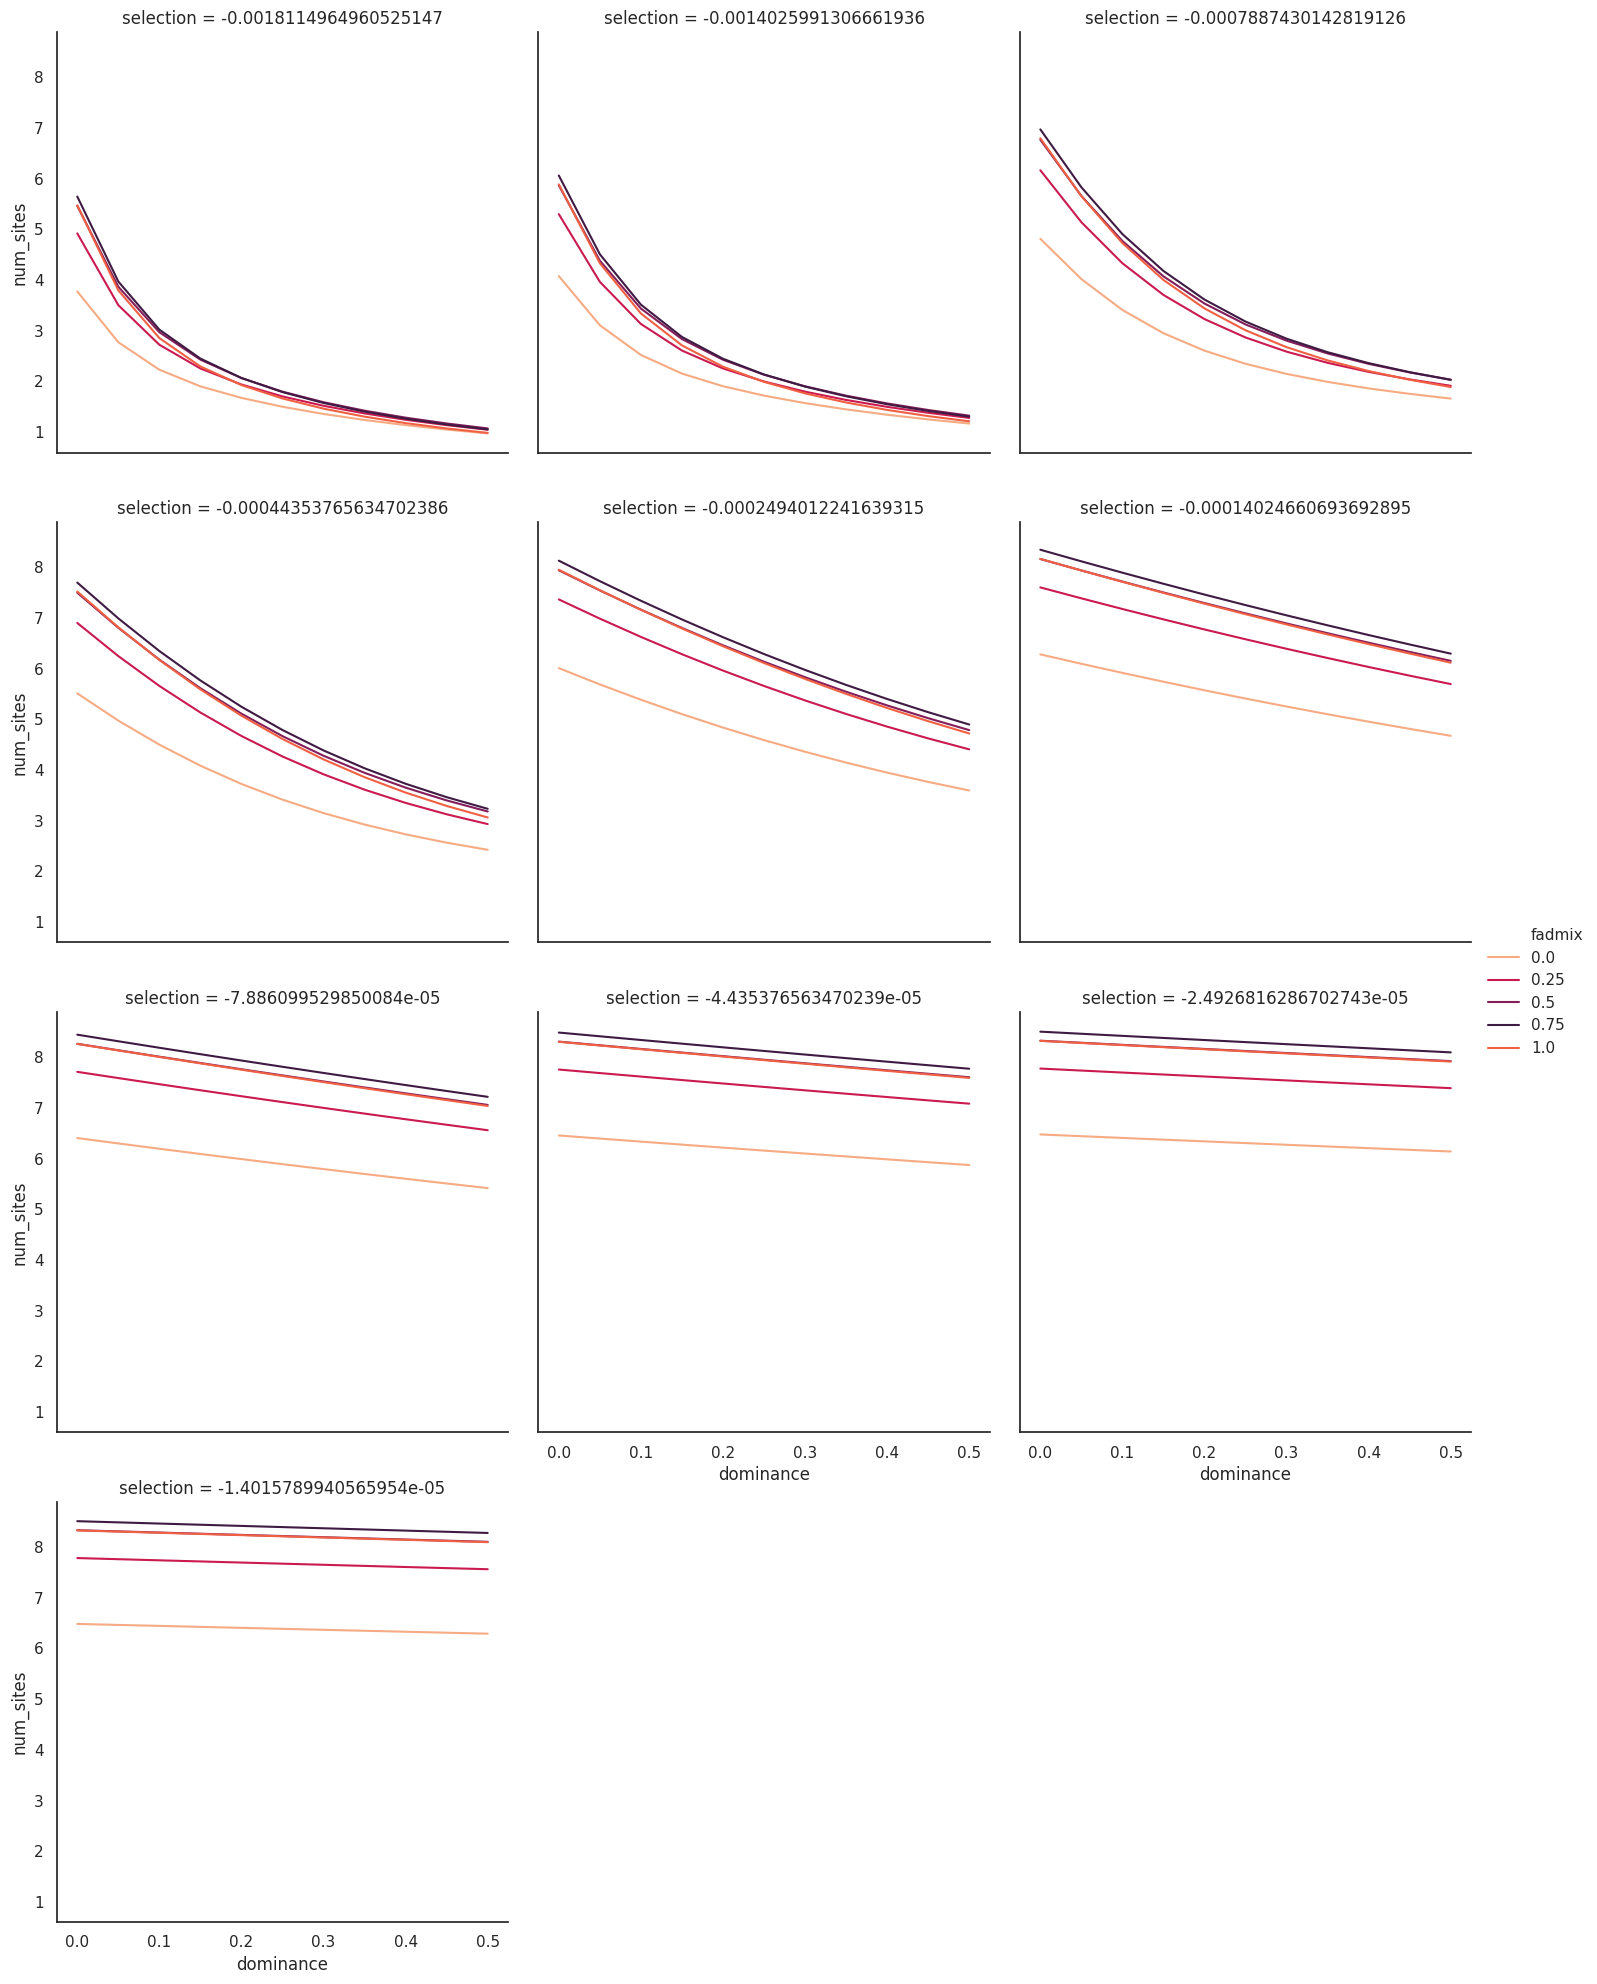 selection = -0.0018114964960525147
selection = -0.0014025991306661936
selection = -0.0007887430142819126
8
7
6
5
4
3
2
1
num_sites
selection = -0.00044353765634702386
selection = -0.0002494012241639315
selection = -0.00014024660693692895
8
7
6
5
4
3
2
1
num_sites
fadmix
0.0
0.25
0.5
0.75
1.0
selection = -7.886099529850084e-05
selection = -4.435376563470239e-05
selection = -2.4926816286702743e-05
8
7
6
5
4
3
2
1
num_sites
0.0 0.1 0.2 0.3 0.4 0.5
dominance
0.0 0.1 0.2 0.3 0.4 0.5
dominance
selection = -1.4015789940565954e-05
8
7
6
5
4
3
2
1
num_sites
0.0 0.1 0.2 0.3 0.4 0.5
dominance